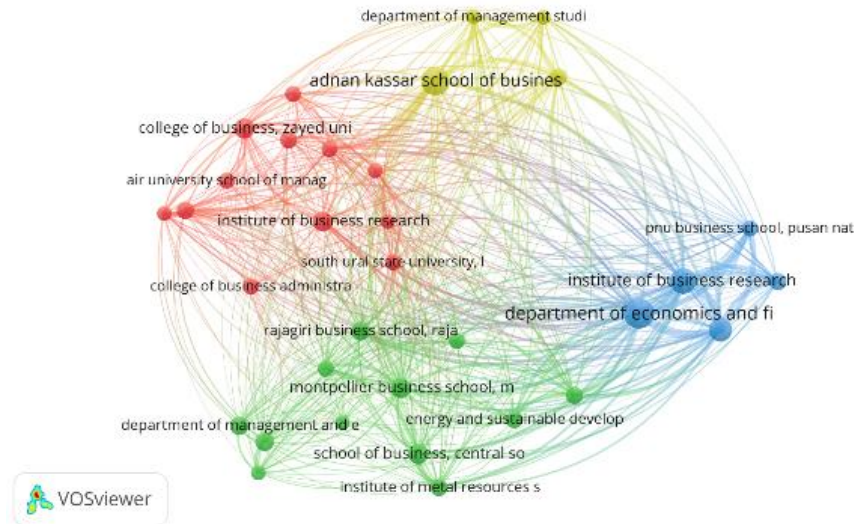 department of management studi
adnan kassar school of busines
college of business, zayed uni
air university school of manag
institute of business research
pnu business school, pusan nat
south ural state university, l
institute of business research
college of business administra
department of economics and fi
rajagiri business school, raja
montpellier business school, m
energy and sustainable develop
department of management and e
school of business, central so
institute of metal resources s
VOSviewer